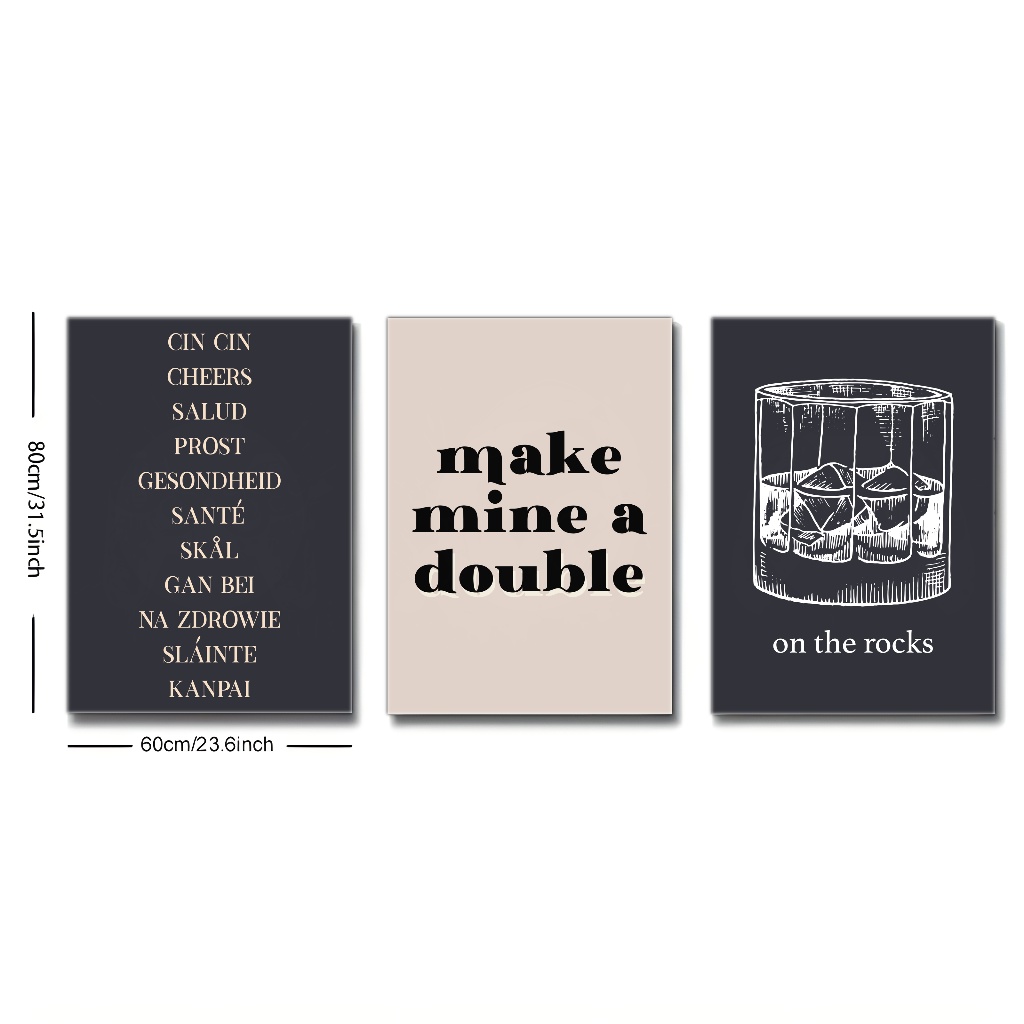 80cm/31.5inch
CIN CIN
CHEERS
SALUD
PROST
GESONDHEID
SANTÉ
SKÅL
GAN BEI
NA ZDROWIE
SLÁINTE
KANPAI
60cm/23.6inch
make
mine a
double
on the rocks